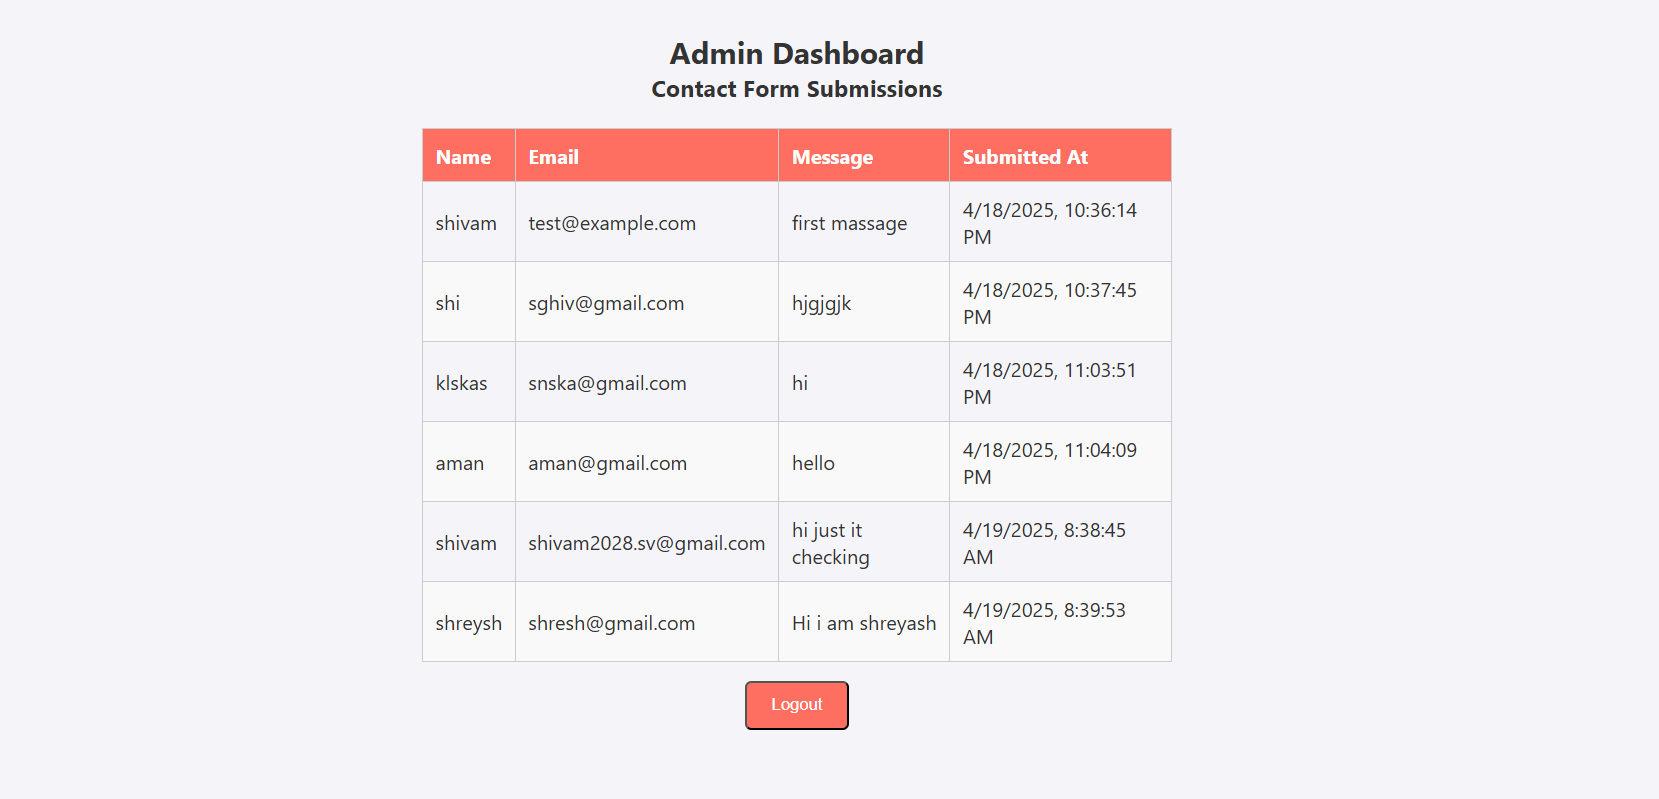 Admin Dashboard
Contact Form Submissions
Name Email Message Submitted At
shivam test@example.com first massage 4/18/2025, 10:36:14
PM
shi sghiv@gmail.com hjgjgjk 4/18/2025, 10:37:45
PM
klskas snska@gmail.com hi 4/18/2025, 11:03:51
PM
aman aman@gmail.com hello 4/18/2025, 11:04:09
PM
shivam shivam2028.sv@gmail.com hi just it
checking 4/19/2025, 8:38:45
AM
shreysh shresh@gmail.com Hi i am shreyash 4/19/2025, 8:39:53
AM
Logout